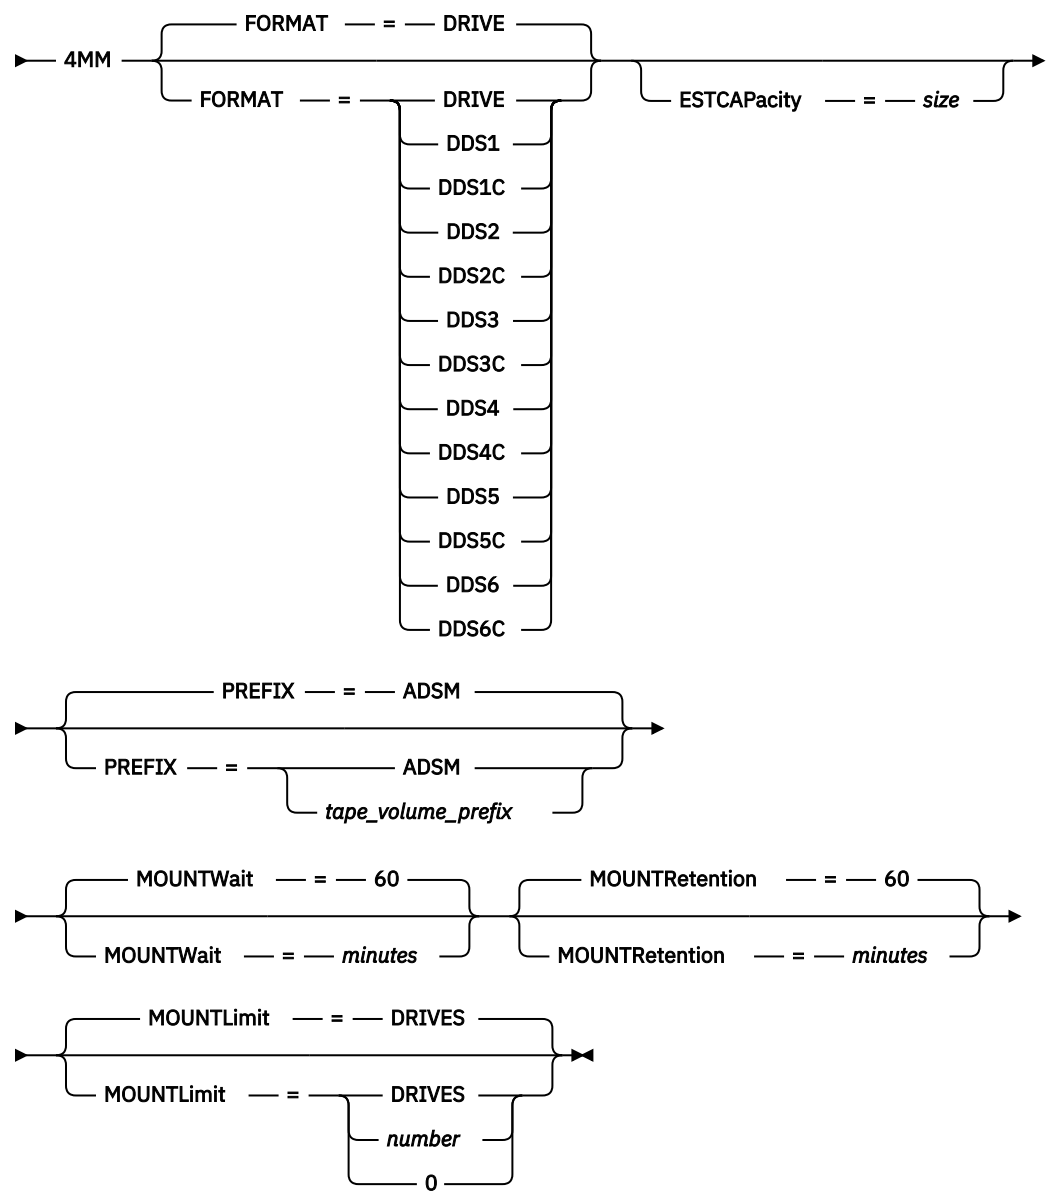 FORMAT = DRIVE
4MM
FORMAT = DRIVE
ESTCAPacity = size
DDS1
DDS1C
DDS2
DDS2C
DDS3
DDS3C
DDS4
DDS4C
DDS5
DDS5C
DDS6
DDS6C
PREFIX = ADSM
PREFIX = ADSM
tape_volume_prefix
MOUNTWait = 60 MOUNTRetention = 60
MOUNTWait = minutes MOUNTRetention = minutes
MOUNTLimit = DRIVES
MOUNTLimit = DRIVES
number
0